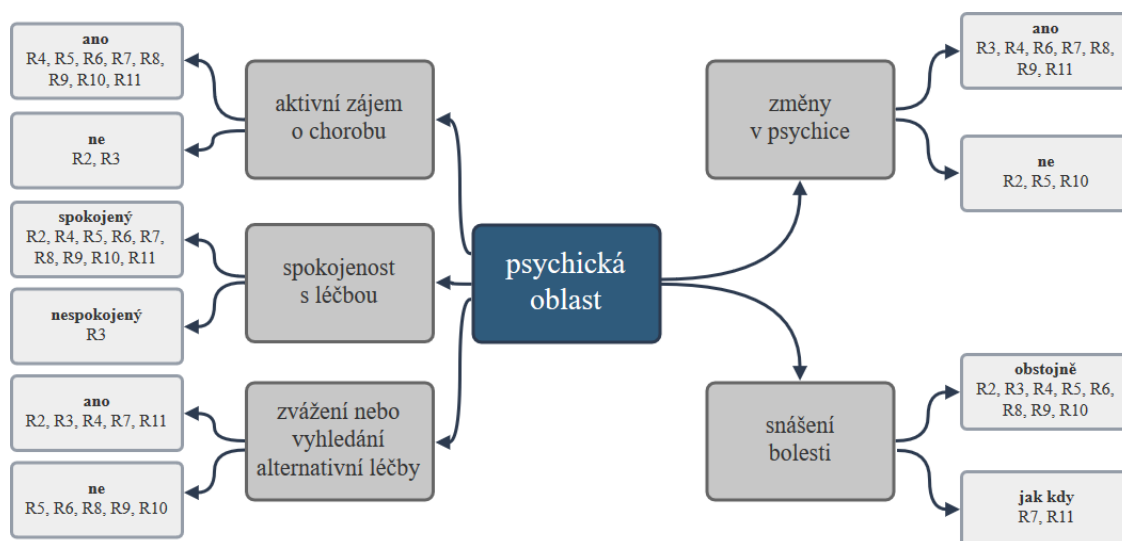 ano
R4, R5, R6, R7, R8,
R9, R10, R11
ne
R2, R3
aktivní zájem
o chorobu
spokojený
R2, R4, R5, R6, R7,
R8, R9, R10, R11
nespokojený
R3
spokojenost
s léčbou
ano
R2, R3, R4, R7, R11
ne
R5, R6, R8, R9, R10
zvážení nebo
vyhledání
alternativní léčby
psychická
oblast
změny
v psychice
ano
R3, R4, R6, R7, R8,
R9, R11
ne
R2, R5, R10
snášení
bolesti
obstojně
R2, R3, R4, R5, R6,
R8, R9, R10
jak kdy
R7, R11